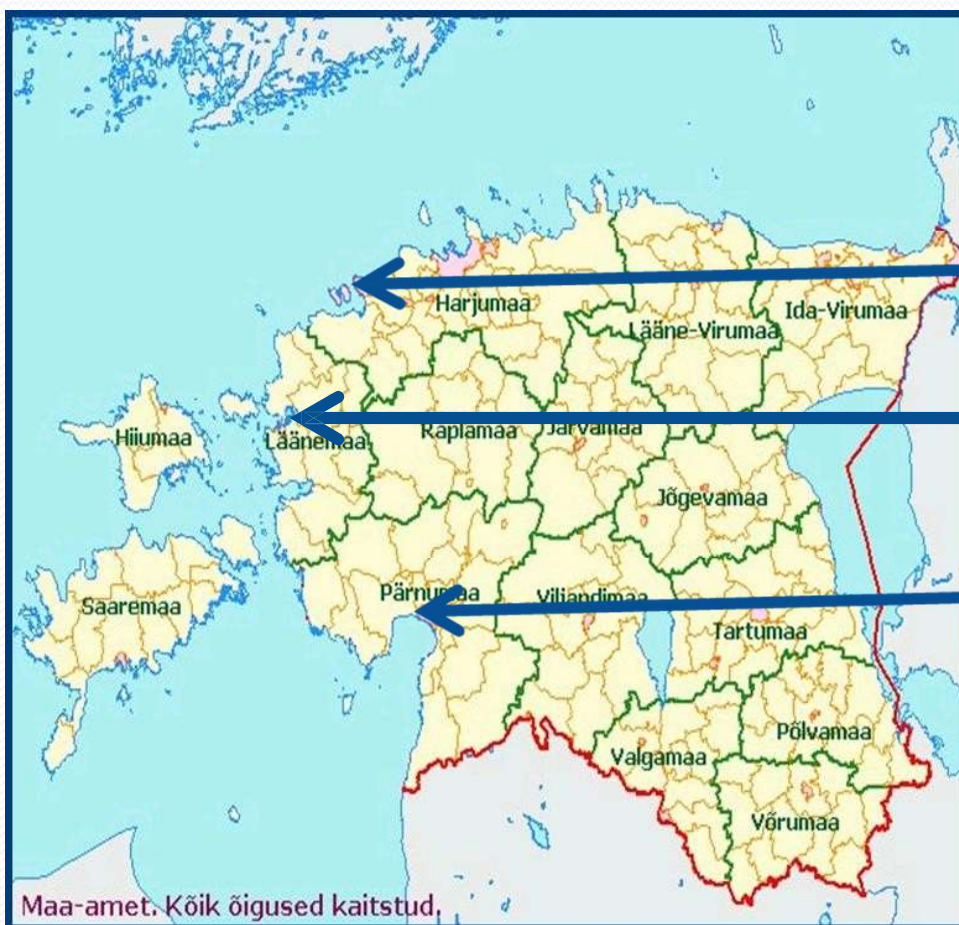 Harjumaa
Lääne-Virumaa
Ida-Virumaa
Hiiumaa
Läänemaa
Raplamaa
Järvamaa
Jõgevamaa
Saaremaa
Pärnumaa
Viljandimaa
Tartumaa
Valgamaa
Põlvamaa
Võrumaa
Maa-amet. Kõik õigused kaitstud.